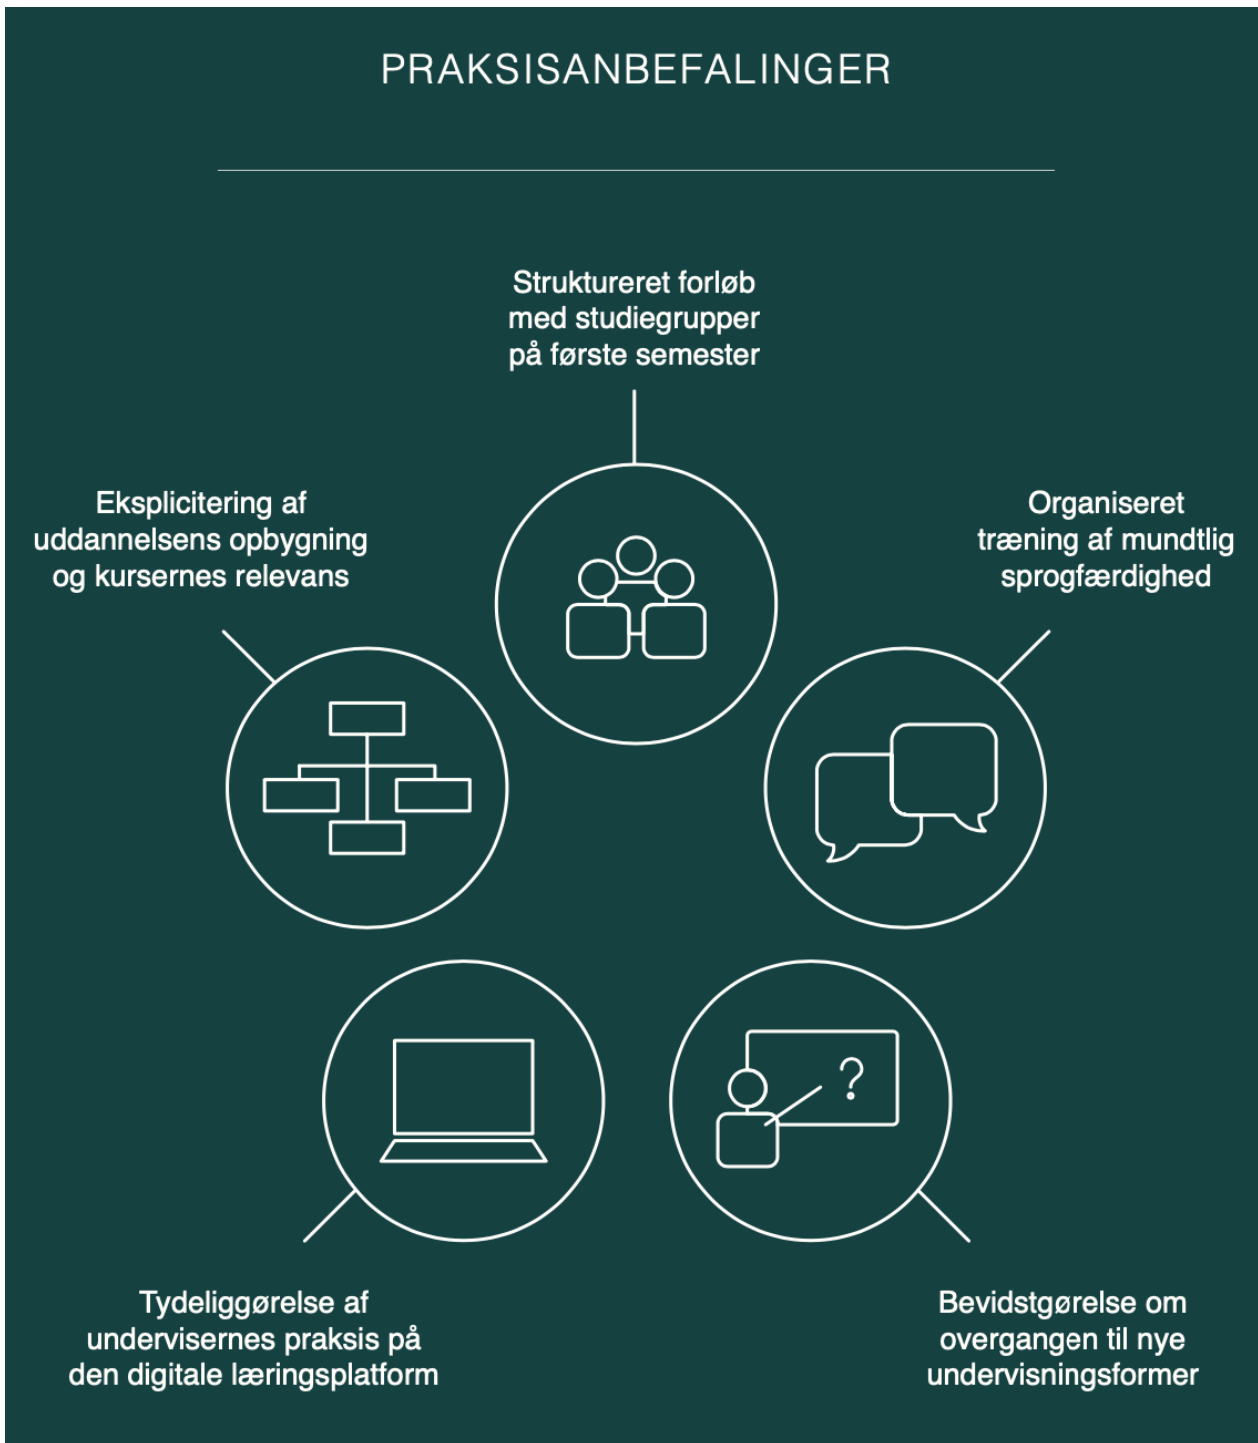 PRAKSISANBEFALINGER
Struktureret forløb
med studiegrupper
på første semester
Eksplicitering af
uddannelsens opbygning
og kursernes relevans
Organiseret
træning af mundtlig
sprogfærdighed
?
Tydeliggørelse af
undervisernes praksis på
den digitale læringsplatform
Bevidstgørelse om
overgangen til nye
undervisningsformer